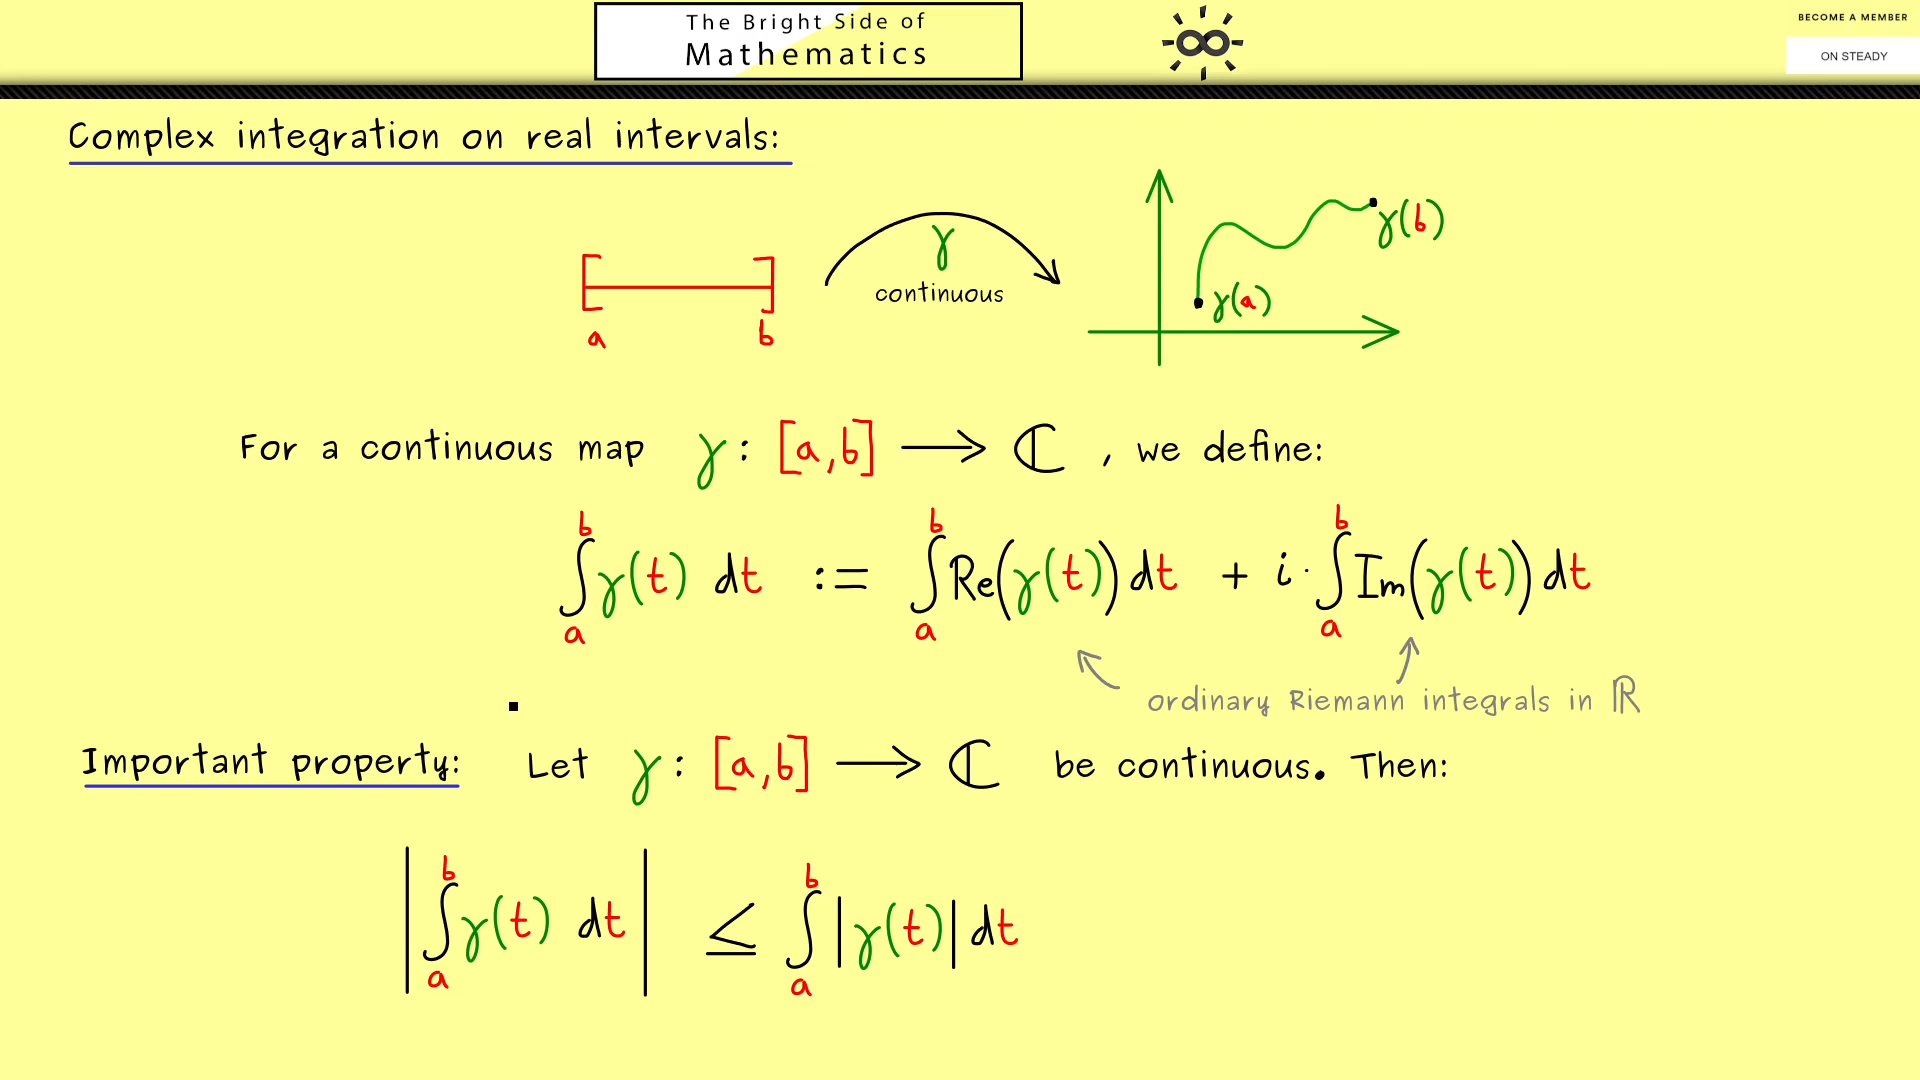 The Bright Side of
Mathematics
BECOME A MEMBER
ON STEADY
Complex integration on real intervals:
γ
continuous
a b
γ(b)
γ(a)
For a continuous map γ : [a,b] ⟶ ℂ , we define:
∫_a^b γ(t) dt := ∫_a^b Re(γ(t)) dt + i · ∫_a^b Im(γ(t)) dt
ordinary Riemann integrals in ℝ
Important property: Let γ : [a,b] ⟶ ℂ be continuous. Then:
|∫_a^b γ(t) dt| ≤ ∫_a^b |γ(t)| dt